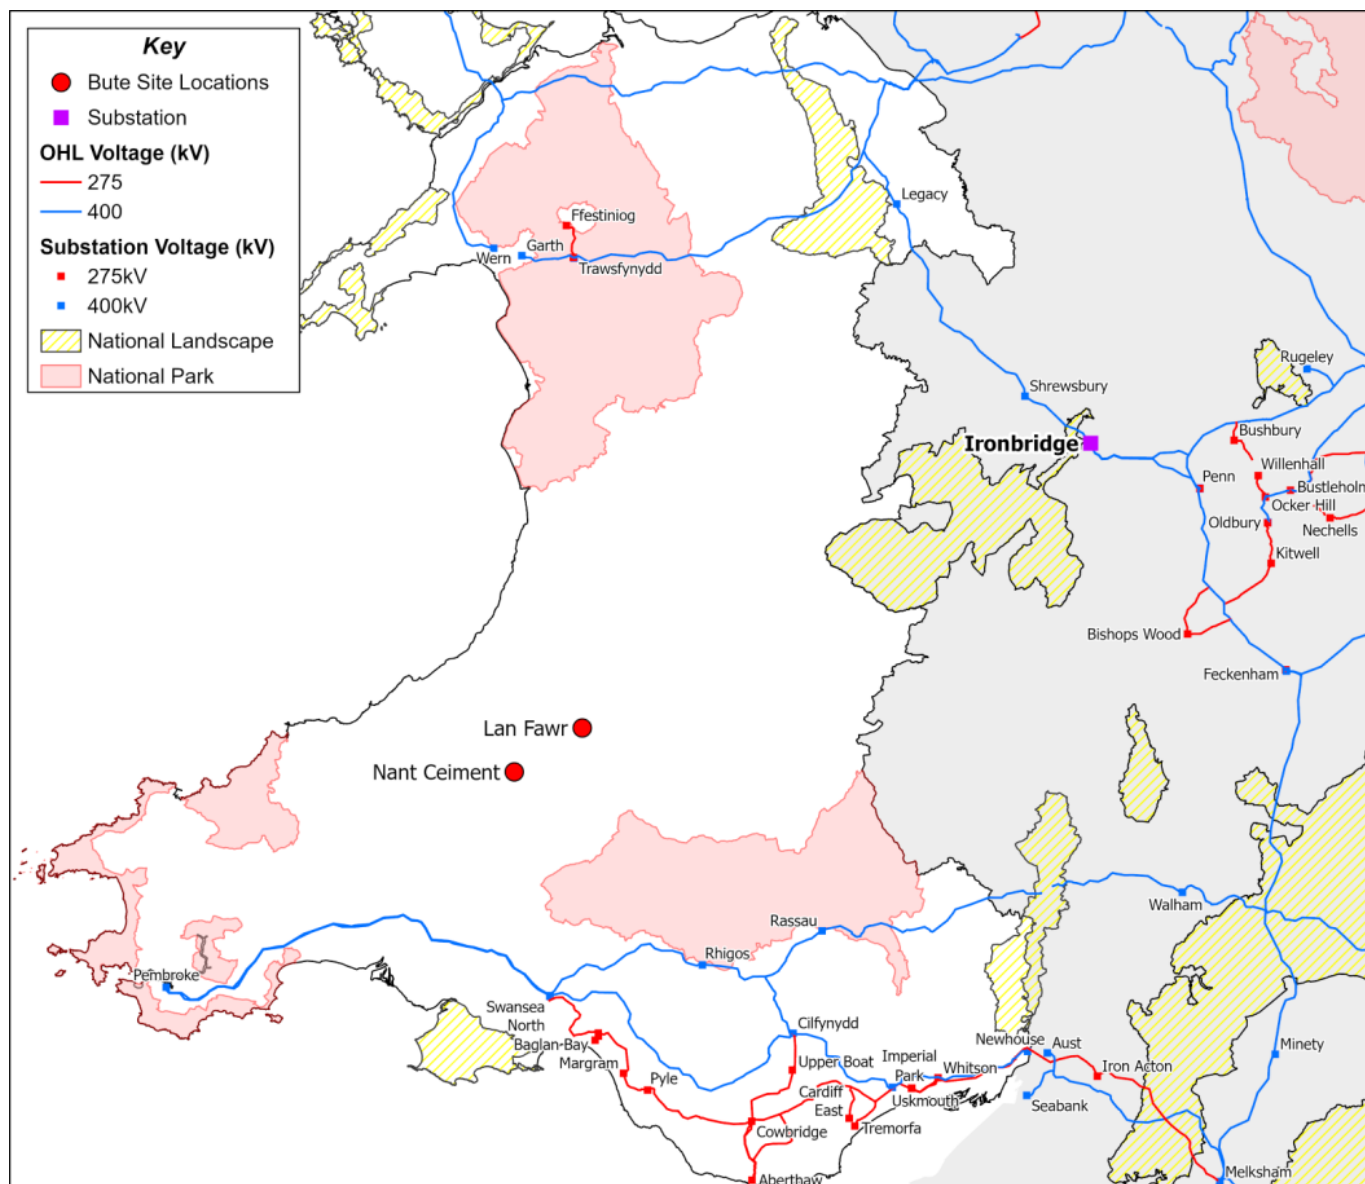 Key
Bute Site Locations
Substation
OHL Voltage (kV)
275
400
Substation Voltage (kV)
275kV
400kV
National Landscape
National Park
Ffestiniog
Garth
Wern
Trawsfynydd
Legacy
Shrewsbury
Ironbridge
Rugeley
Bushbury
Willenhall
Penn
Bustleholm
Ocker Hill
Oldbury
Nechells
Kitwell
Bishops Wood
Feckenham
Lan Fawr
Nant Ceiment
Walham
Rassau
Rhigos
Pembroke
Swansea
North
Baglan-Bay
Margram
Pyle
Cilfynydd
Upper Boat
Imperial
Park
Whitson
Newhouse
Aust
Iron Acton
Minety
Cardiff
East
Uskmouth
Seabank
Cowbridge
Tremorfa
Aberthaw
Melksham